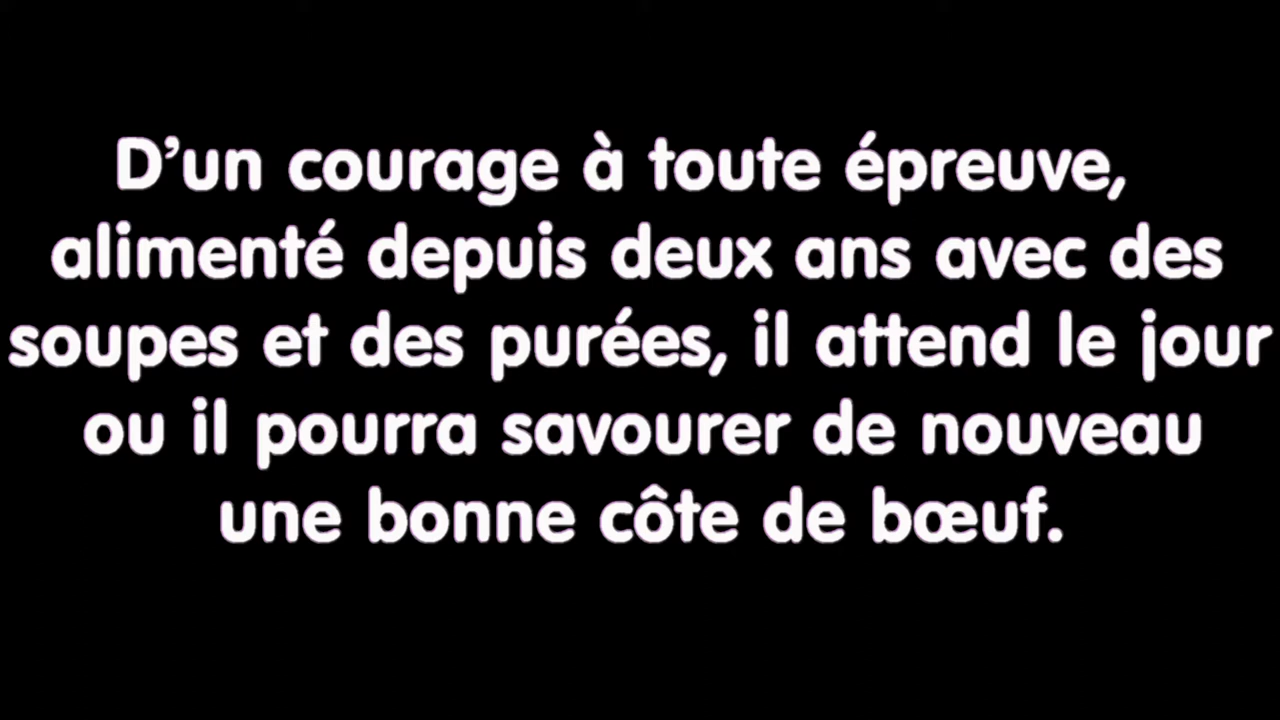 D’un courage à toute épreuve,
alimenté depuis deux ans avec des
soupes et des purées, il attend le jour
ou il pourra savourer de nouveau
une bonne côte de bœuf.